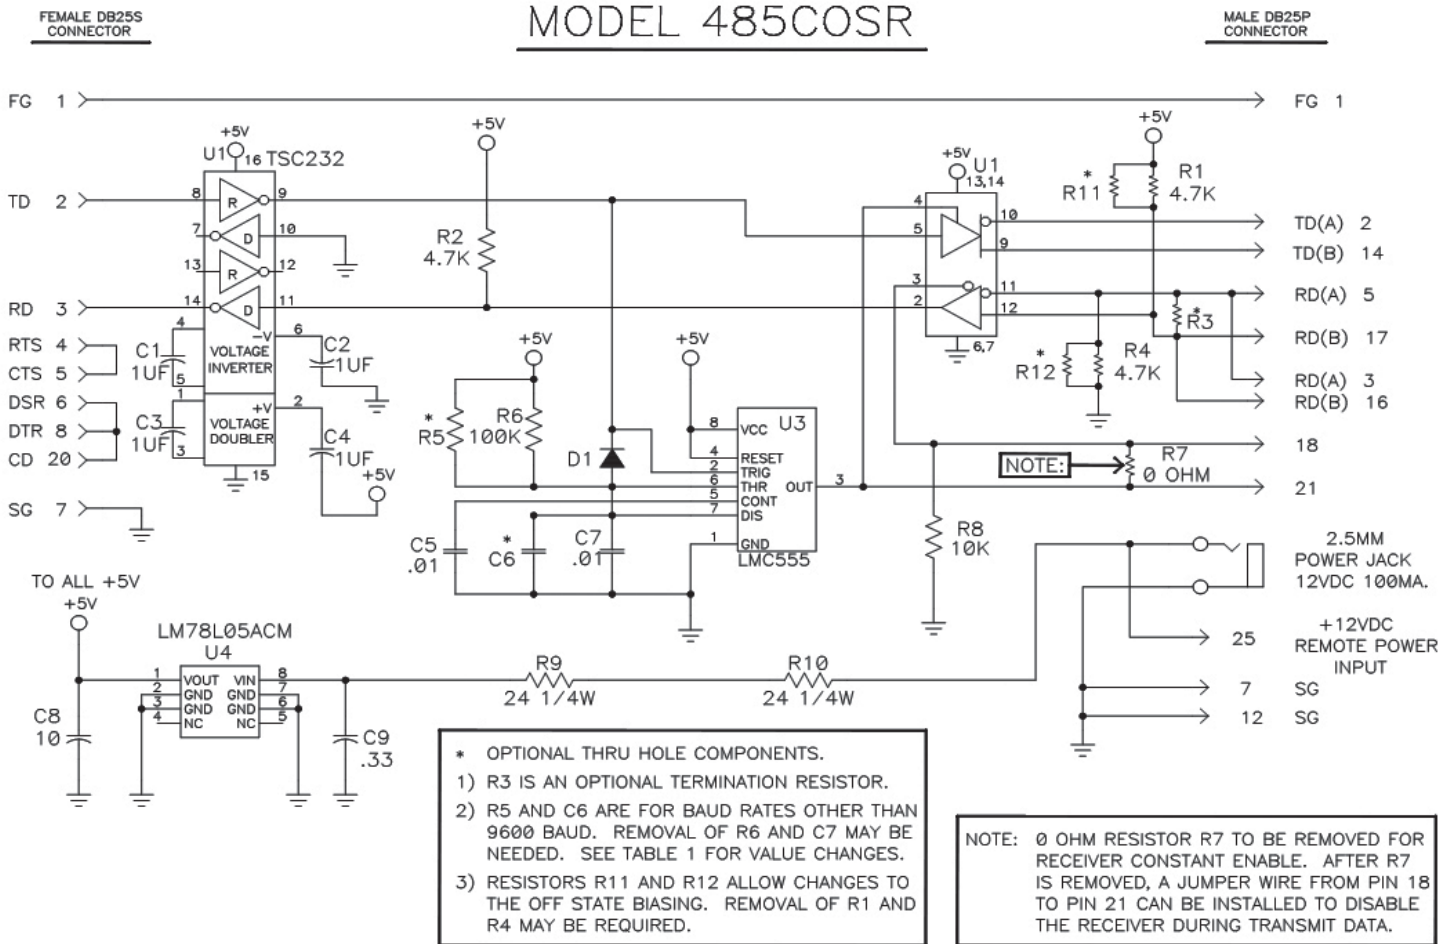 FEMALE DB25S
CONNECTOR
MODEL 485COSR
MALE DB25P
CONNECTOR
FG 1
FG 1
+5V
U1
16
TSC232
+5V
+5V
U1
13,14
+5V
*
R11
R1
4.7K
TD 2
8
R
9
7
D
10
13
R
12
14
D
11
R2
4.7K
4
5
10
9
3
2
11
12
6,7
TD(A) 2
TD(B) 14
RD 3
RD(A) 5
*
R3
RD(B) 17
RTS 4
CTS 5
DSR 6
DTR 8
CD 20
SG 7
4
C1
1UF
5
1
C3
1UF
3
-V
6
VOLTAGE
INVERTER
C2
1UF
+V
2
VOLTAGE
DOUBLER
C4
1UF
15
+5V
*
R12
R4
4.7K
RD(A) 3
RD(B) 16
+5V
+5V
*
R5
R6
100K
D1
U3
8
VCC
4
RESET
2
TRIG
6
THR
5
CONT
7
DIS
1
GND
OUT
3
LMC555
C5
.01
*
C6
C7
.01
18
NOTE:
R7
0 OHM
21
R8
10K
2.5MM
POWER JACK
12VDC 100MA.
25
+12VDC
REMOTE POWER
INPUT
7 SG
12 SG
TO ALL +5V
+5V
LM78L05ACM
U4
1
VOUT
VIN
8
2
GND
GND
7
3
GND
GND
6
4
NC
NC
5
C8
10
C9
.33
R9
24 1/4W
R10
24 1/4W
* OPTIONAL THRU HOLE COMPONENTS.
1) R3 IS AN OPTIONAL TERMINATION RESISTOR.
2) R5 AND C6 ARE FOR BAUD RATES OTHER THAN
9600 BAUD. REMOVAL OF R6 AND C7 MAY BE
NEEDED. SEE TABLE 1 FOR VALUE CHANGES.
3) RESISTORS R11 AND R12 ALLOW CHANGES TO
THE OFF STATE BIASING. REMOVAL OF R1 AND
R4 MAY BE REQUIRED.
NOTE: 0 OHM RESISTOR R7 TO BE REMOVED FOR
RECEIVER CONSTANT ENABLE. AFTER R7
IS REMOVED, A JUMPER WIRE FROM PIN 18
TO PIN 21 CAN BE INSTALLED TO DISABLE
THE RECEIVER DURING TRANSMIT DATA.